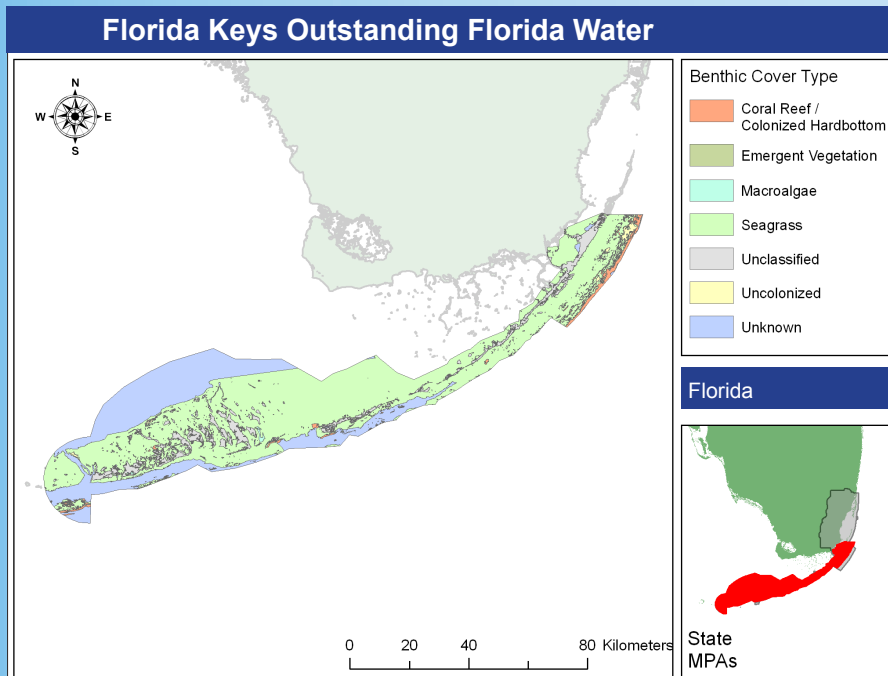 Florida Keys Outstanding Florida Water
N
W
E
S
Benthic Cover Type
Coral Reef /
Colonized Hardbottom
Emergent Vegetation
Macroalgae
Seagrass
Unclassified
Uncolonized
Unknown
Florida
0 20 40 80 Kilometers
State
MPAs